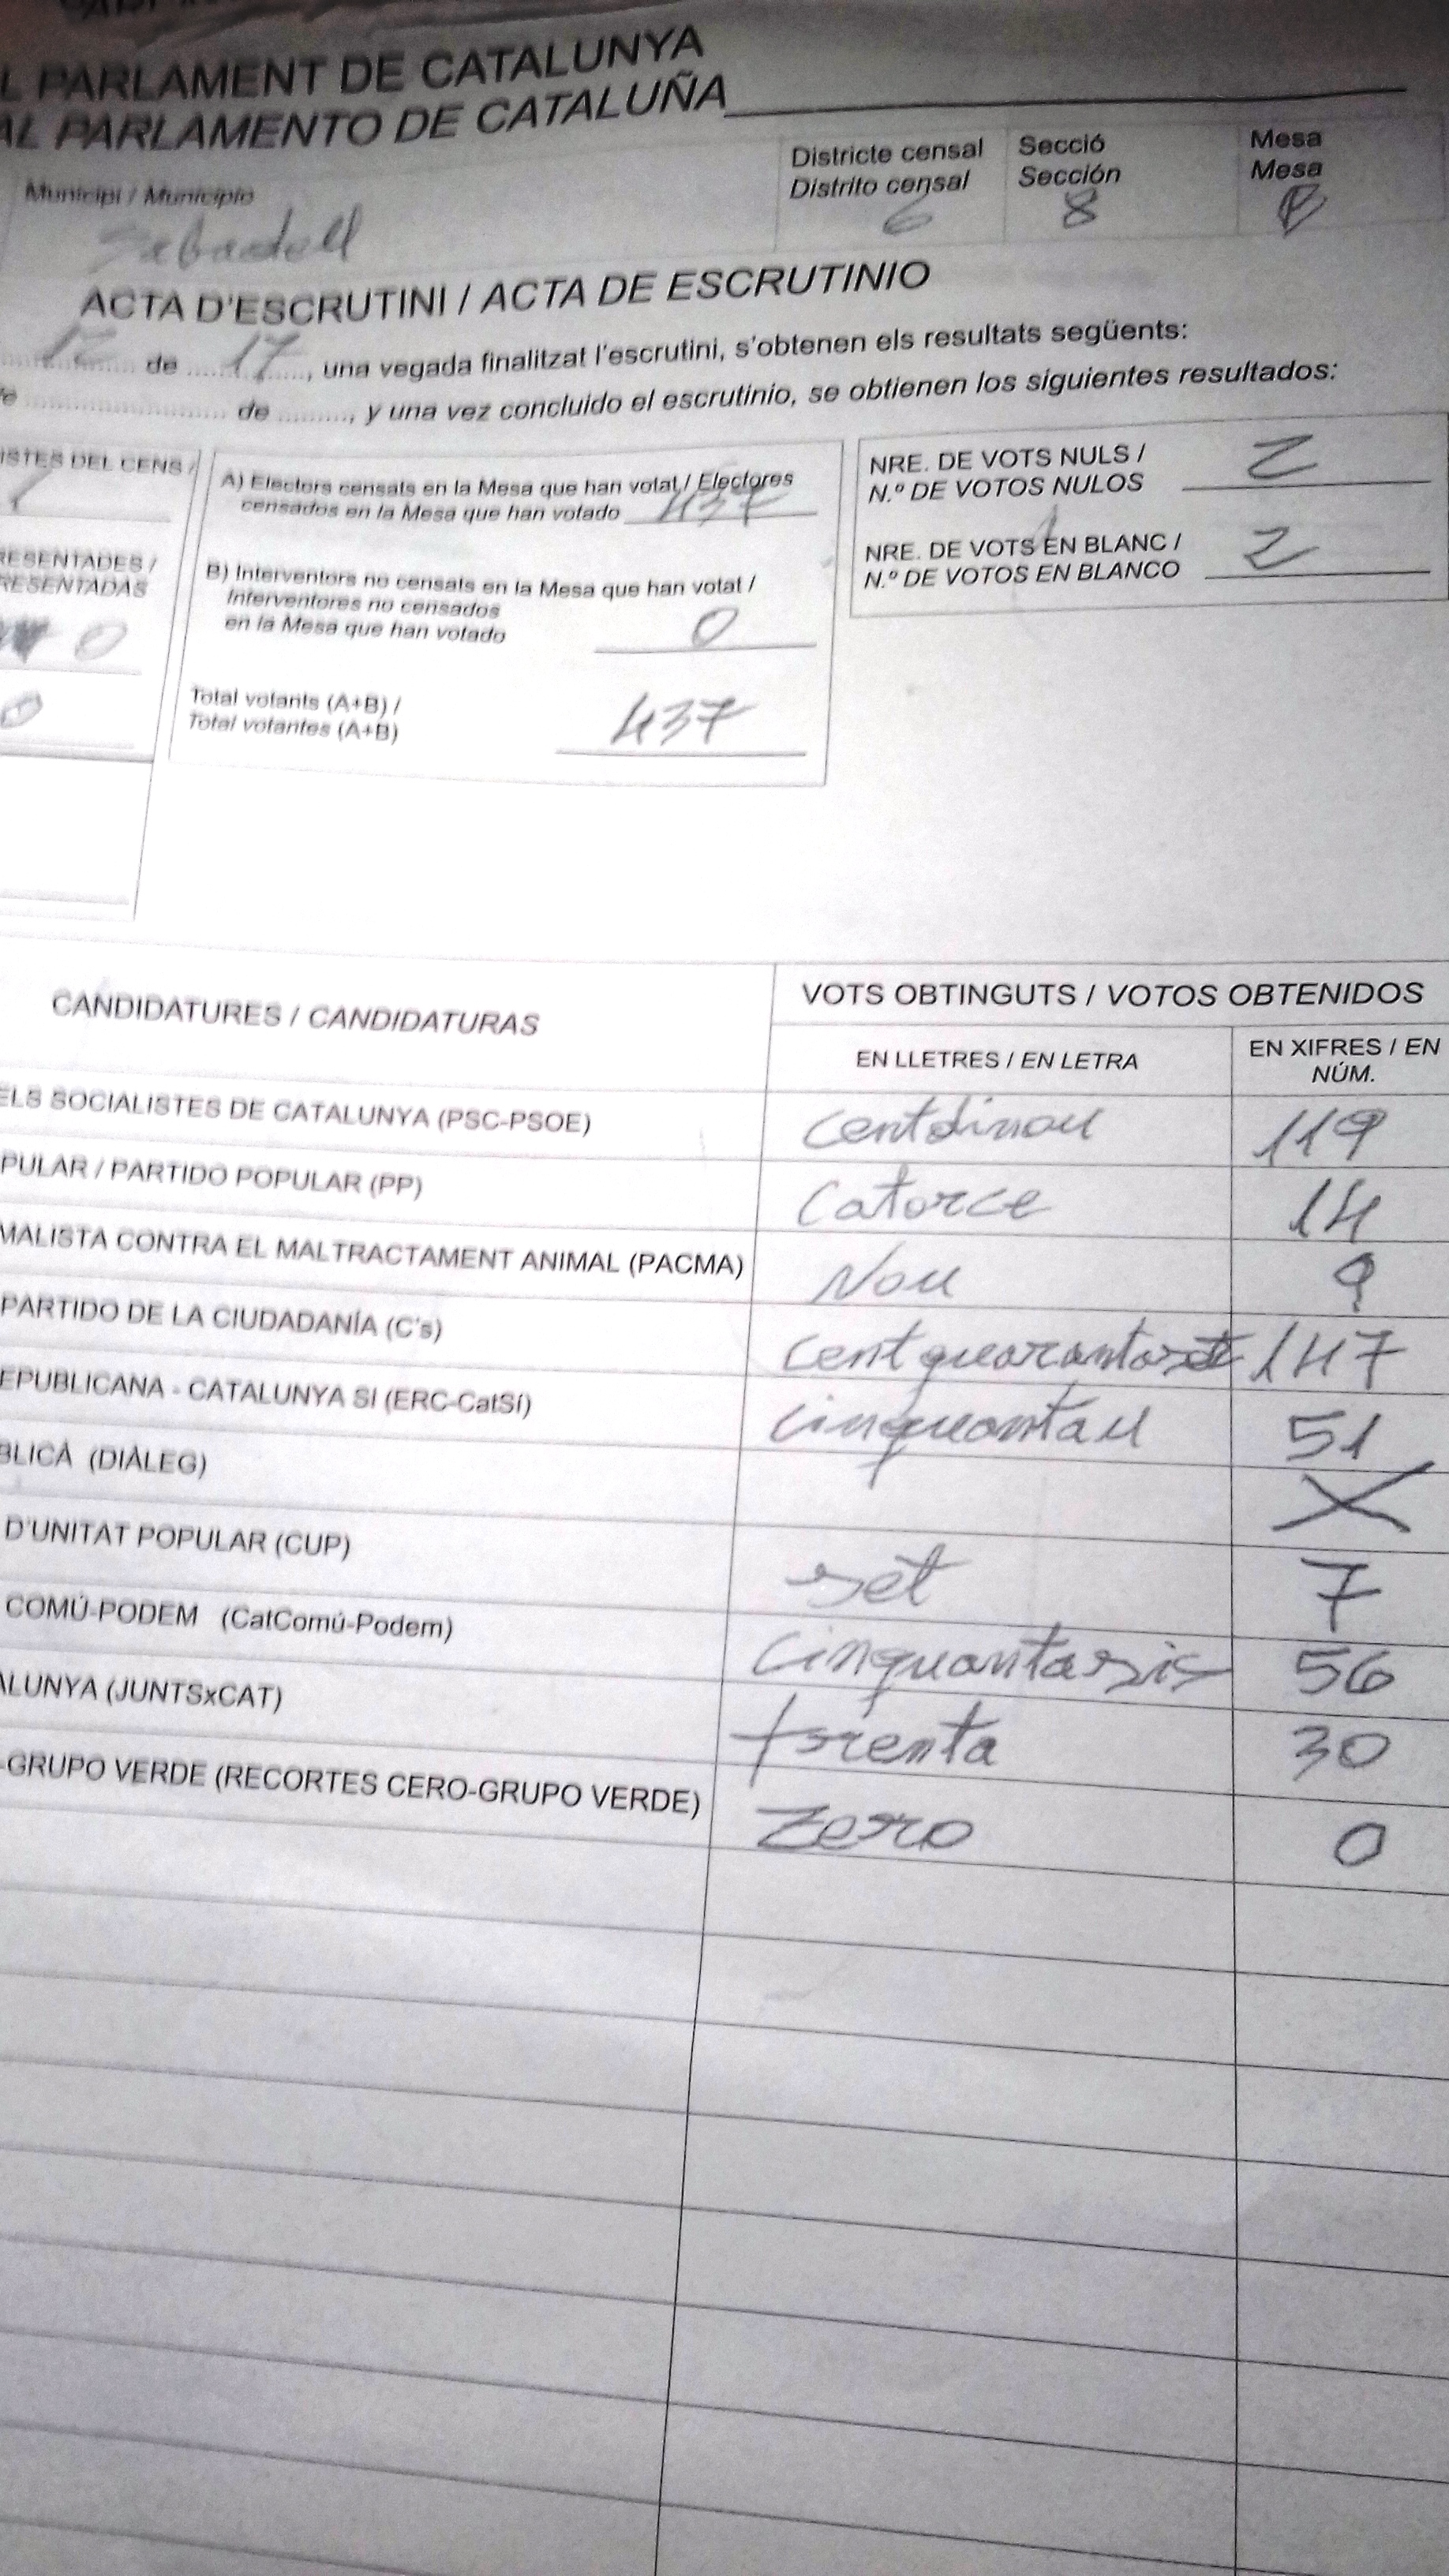 L PARLAMENT DE CATALUNYA
AL PARLAMENTO DE CATALUÑA
Municipi / Municipio
Sabadell
Districte censal
Distrito censal
6
Secció
Sección
8
Mesa
Mesa
B
ACTA D'ESCRUTINI / ACTA DE ESCRUTINIO
de 17, una vegada finalitzat l'escrutini, s'obtenen els resultats següents:
de ........, y una vez concluido el escrutinio, se obtienen los siguientes resultados:
ISTES DEL CENS /
RESENTADES /
RESENTADAS
0
0
A) Electors censats en la Mesa que han votat / Electores
censados en la Mesa que han votado 437
B) Interventors no censats en la Mesa que han votat /
Interventores no censados
en la Mesa que han votado 0
Total votants (A+B) /
Total votantes (A+B) 437
NRE. DE VOTS NULS /
N.º DE VOTOS NULOS 2
NRE. DE VOTS EN BLANC /
N.º DE VOTOS EN BLANCO 2
CANDIDATURES / CANDIDATURAS
VOTS OBTINGUTS / VOTOS OBTENIDOS
EN LLETRES / EN LETRA
EN XIFRES / EN
NÚM.
ELS SOCIALISTES DE CATALUNYA (PSC-PSOE) Centdinou 119
PULAR / PARTIDO POPULAR (PP) Catorce 14
MALISTA CONTRA EL MALTRACTAMENT ANIMAL (PACMA) Nou 9
PARTIDO DE LA CIUDADANÍA (C's) Cent quarantaset 147
EPUBLICANA - CATALUNYA SI (ERC-CatSí) Cinquantau 51
BLICÀ (DIÀLEG) X
D'UNITAT POPULAR (CUP) set 7
COMÚ-PODEM (CatComú-Podem) Cinquantasis 56
ALUNYA (JUNTSxCAT) trenta 30
-GRUPO VERDE (RECORTES CERO-GRUPO VERDE) Zero 0